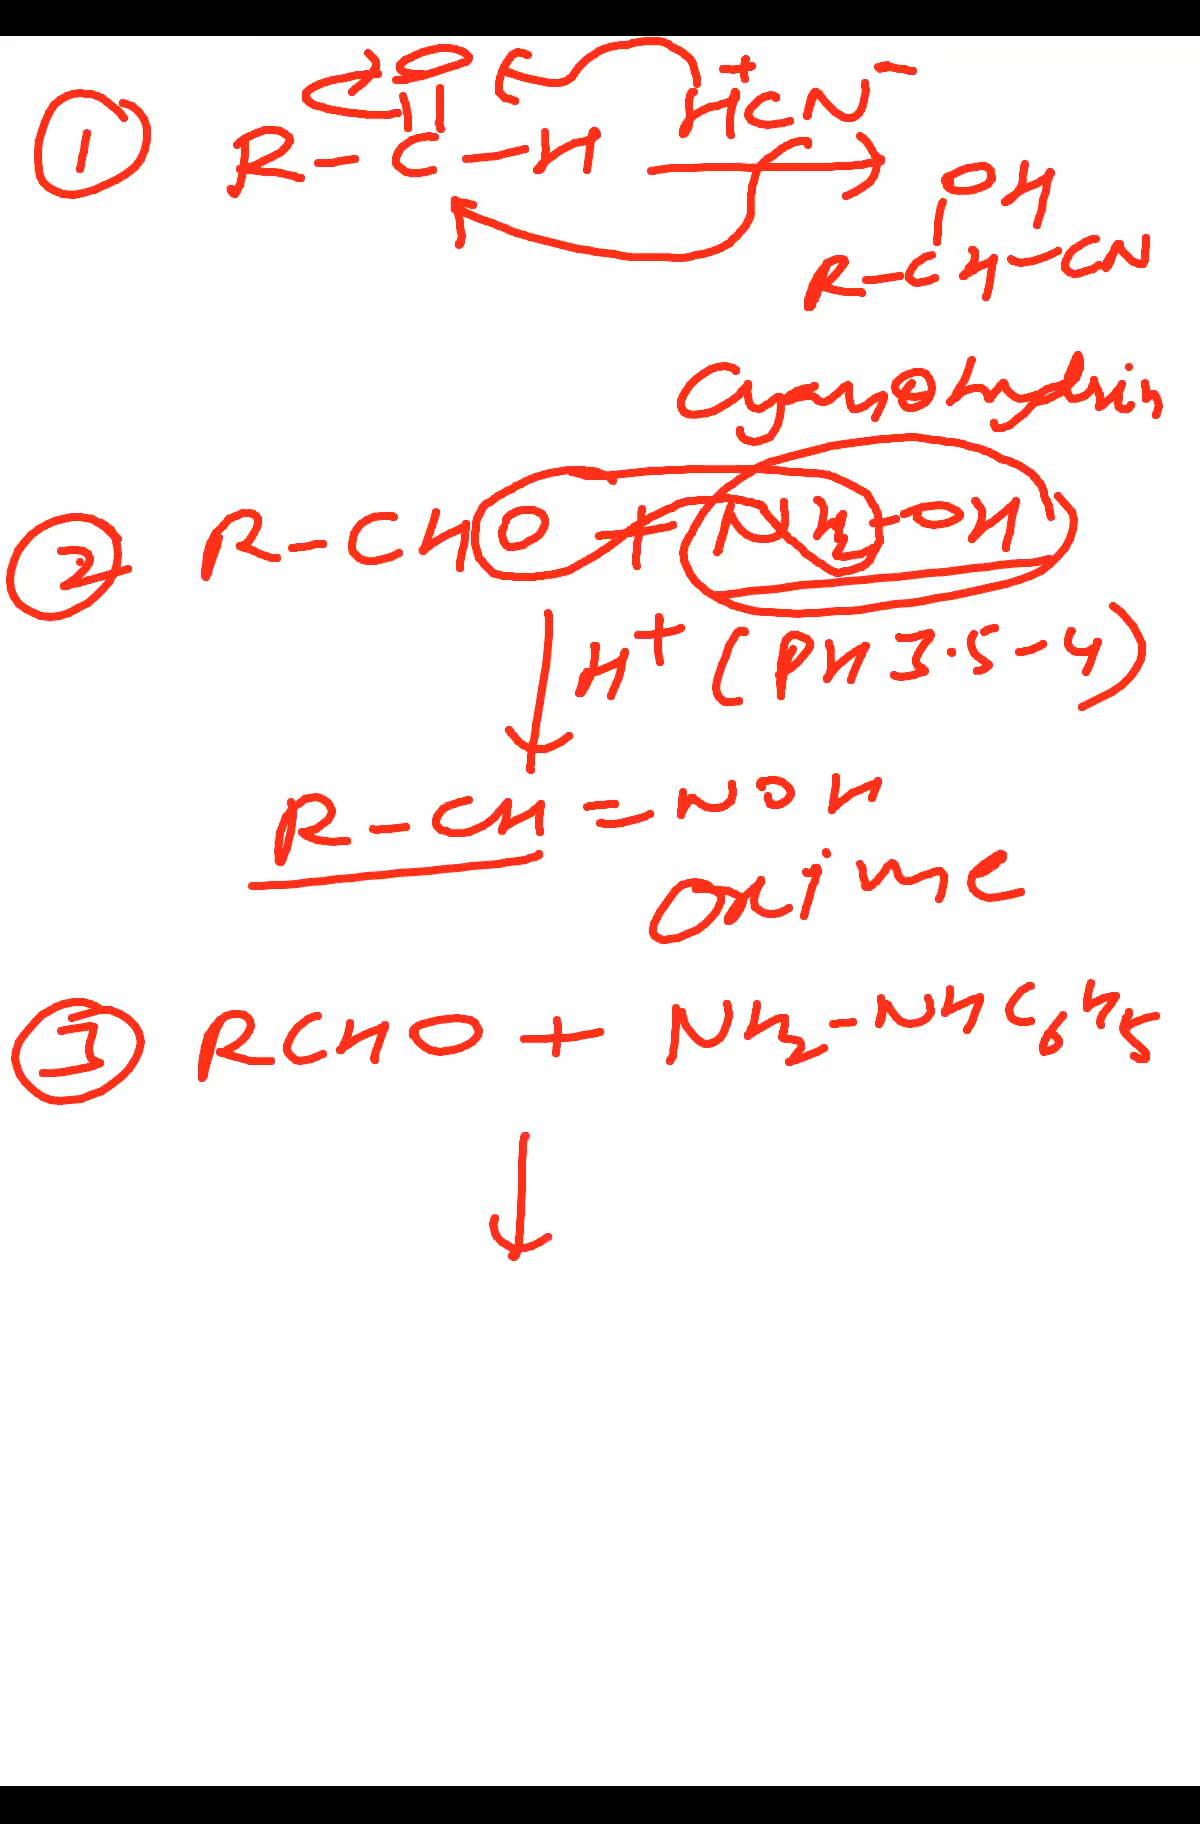 ① O H⁺CN⁻
||
R-C-H ⟶ OH
|
R-CH-CN
Cyanohydrin
② R-CHO + NH₂-OH
↓ H⁺ (PH 3.5-4)
R-CH=NOH
Oxime
③ RCHO + NH₂-NHC₆H₅
↓